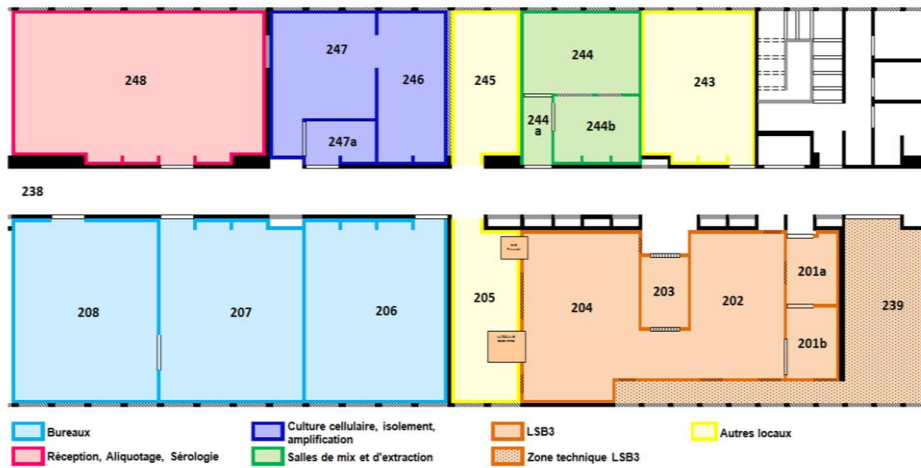 248
247
246
245
244
243
247a
244
a
244b
238
208
207
206
205
204
203
202
201a
201b
239
Bureaux
Culture cellulaire, isolement,
amplification
LSB3
Autres locaux
Réception, Aliquotage, Sérologie
Salles de mix et d'extraction
Zone technique LSB3